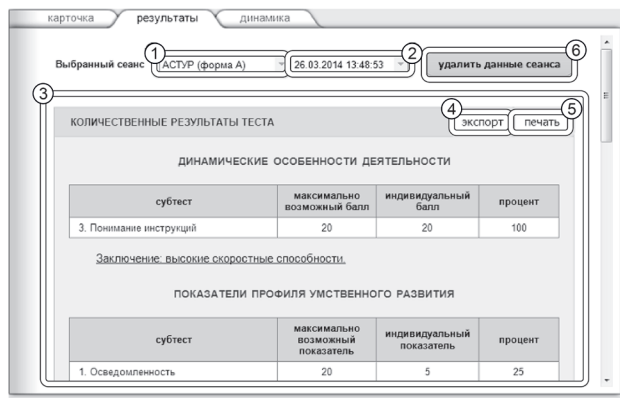 карточка результаты динамика
1 2 6
Выбранный сеанс АСТУР (форма А) 26.03.2014 13:48:53 удалить данные сеанса
3
4 5
КОЛИЧЕСТВЕННЫЕ РЕЗУЛЬТАТЫ ТЕСТА экспорт печать
ДИНАМИЧЕСКИЕ ОСОБЕННОСТИ ДЕЯТЕЛЬНОСТИ
субтест максимально возможный балл индивидуальный балл процент
3. Понимание инструкций 20 20 100
Заключение: высокие скоростные способности.
ПОКАЗАТЕЛИ ПРОФИЛЯ УМСТВЕННОГО РАЗВИТИЯ
субтест максимально возможный показатель индивидуальный показатель процент
1. Осведомленность 20 5 25